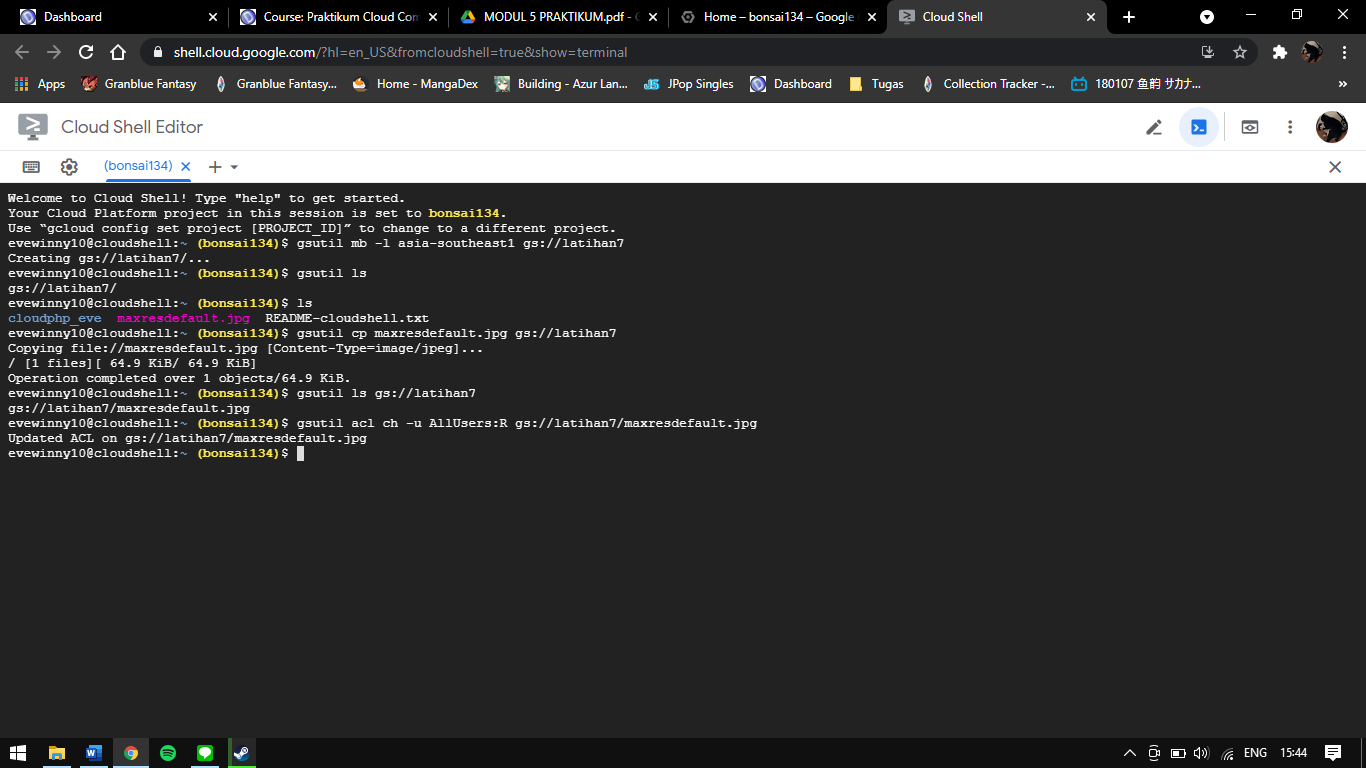 Dashboard
Course: Praktikum Cloud Con
MODUL 5 PRAKTIKUM.pdf - G
Home – bonsai134 – Google
Cloud Shell
shell.cloud.google.com/?hl=en_US&fromcloudshell=true&show=terminal
Apps
Granblue Fantasy
Granblue Fantasy...
Home - MangaDex
Building - Azur Lan...
JPop Singles
Dashboard
Tugas
Collection Tracker -...
180107 鱼韵 サカナ...
»
Cloud Shell Editor
(bonsai134)
Welcome to Cloud Shell! Type "help" to get started.
Your Cloud Platform project in this session is set to bonsai134.
Use “gcloud config set project [PROJECT_ID]” to change to a different project.
evewinny10@cloudshell:~ (bonsai134)$ gsutil mb -l asia-southeast1 gs://latihan7
Creating gs://latihan7/...
evewinny10@cloudshell:~ (bonsai134)$ gsutil ls
gs://latihan7/
evewinny10@cloudshell:~ (bonsai134)$ ls
cloudphp_eve  maxresdefault.jpg  README-cloudshell.txt
evewinny10@cloudshell:~ (bonsai134)$ gsutil cp maxresdefault.jpg gs://latihan7
Copying file://maxresdefault.jpg [Content-Type=image/jpeg]...
/ [1 files][ 64.9 KiB/ 64.9 KiB]
Operation completed over 1 objects/64.9 KiB.
evewinny10@cloudshell:~ (bonsai134)$ gsutil ls gs://latihan7
gs://latihan7/maxresdefault.jpg
evewinny10@cloudshell:~ (bonsai134)$ gsutil acl ch -u AllUsers:R gs://latihan7/maxresdefault.jpg
Updated ACL on gs://latihan7/maxresdefault.jpg
evewinny10@cloudshell:~ (bonsai134)$
ENG
15:44